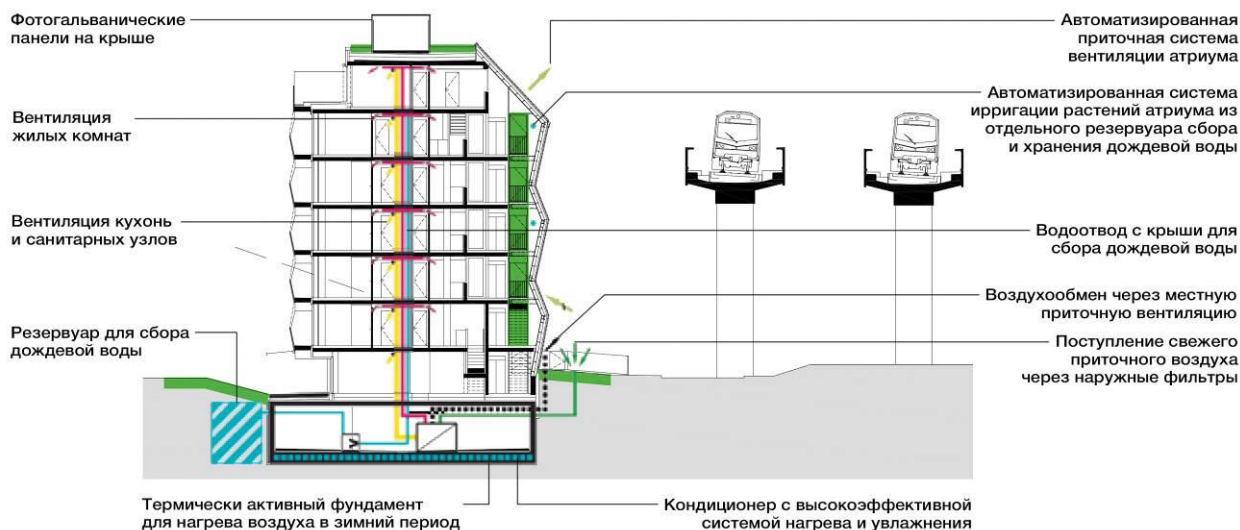 Фотогальванические
панели на крыше
Вентиляция
жилых комнат
Вентиляция кухонь
и санитарных узлов
Резервуар для сбора
дождевой воды
Термически активный фундамент
для нагрева воздуха в зимний период
Автоматизированная
приточная система
вентиляции атриума
Автоматизированная система
ирригации растений атриума из
отдельного резервуара сбора
и хранения дождевой воды
Водоотвод с крыши для
сбора дождевой воды
Воздухообмен через местную
приточную вентиляцию
Поступление свежего
приточного воздуха
через наружные фильтры
Кондиционер с высокоэффективной
системой нагрева и увлажнения